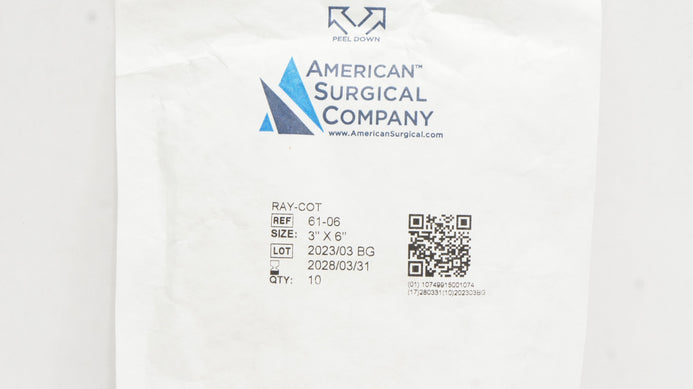 PEEL DOWN
AMERICAN™
SURGICAL
COMPANY
www.AmericanSurgical.com
RAY-COT
REF 61-06
SIZE: 3" X 6"
LOT 2023/03 BG
2028/03/31
QTY: 10
(01) 10749915001074
(17)280331(10)202303BG